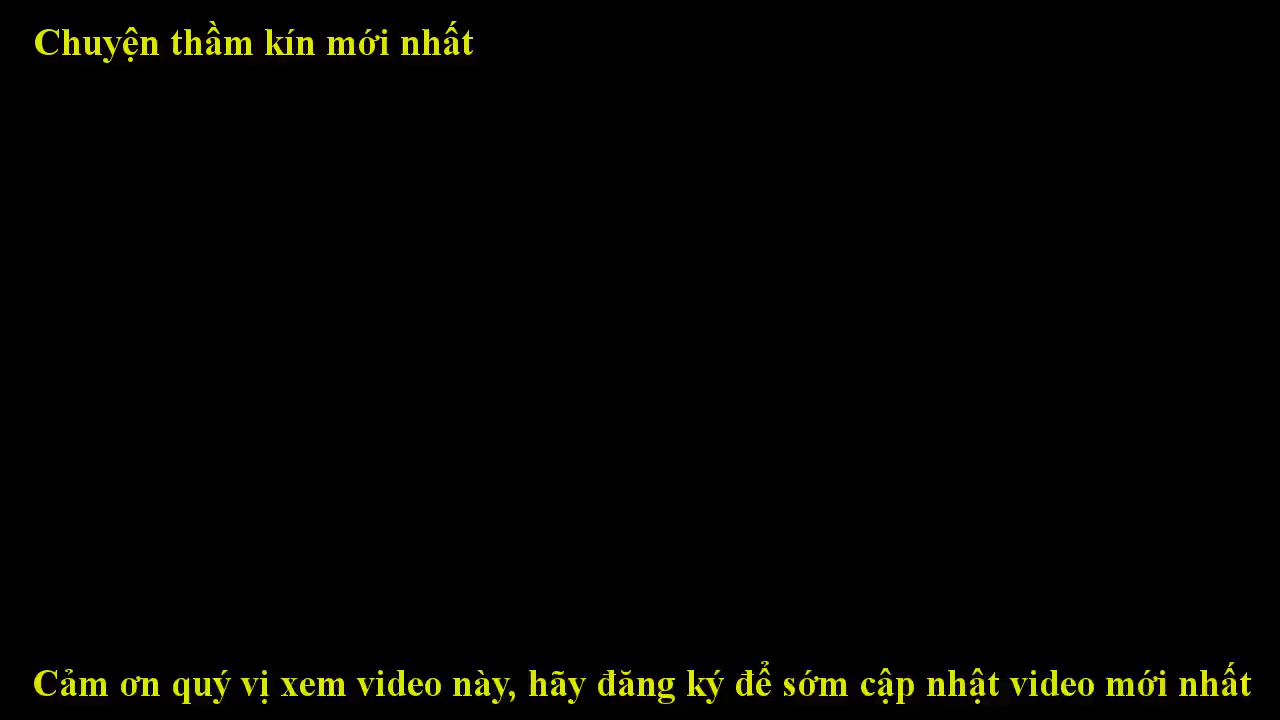 Chuyện thầm kín mới nhất
Cảm ơn quý vị xem video này, hãy đăng ký để sớm cập nhật video mới nhất